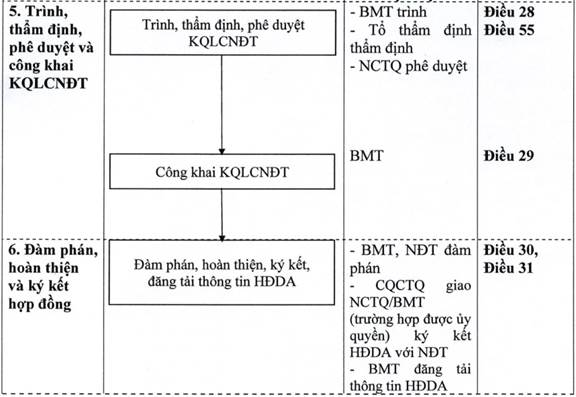 5. Trình,
thẩm định,
phê duyệt và
công khai
KQLCNĐT
Trình, thẩm định, phê duyệt
KQLCNĐT
- BMT trình
- Tổ thẩm định
thẩm định
- NCTQ phê duyệt
Điều 28
Điều 55
Công khai KQLCNĐT
BMT
Điều 29
6. Đàm phán,
hoàn thiện
và ký kết
hợp đồng
Đàm phán, hoàn thiện, ký kết,
đăng tải thông tin HĐDA
- BMT, NĐT đàm
phán
- CQCTQ giao
NCTQ/BMT
(trường hợp được ủy
quyền) ký kết
HĐDA với NĐT
- BMT đăng tải
thông tin HĐDA
Điều 30,
Điều 31